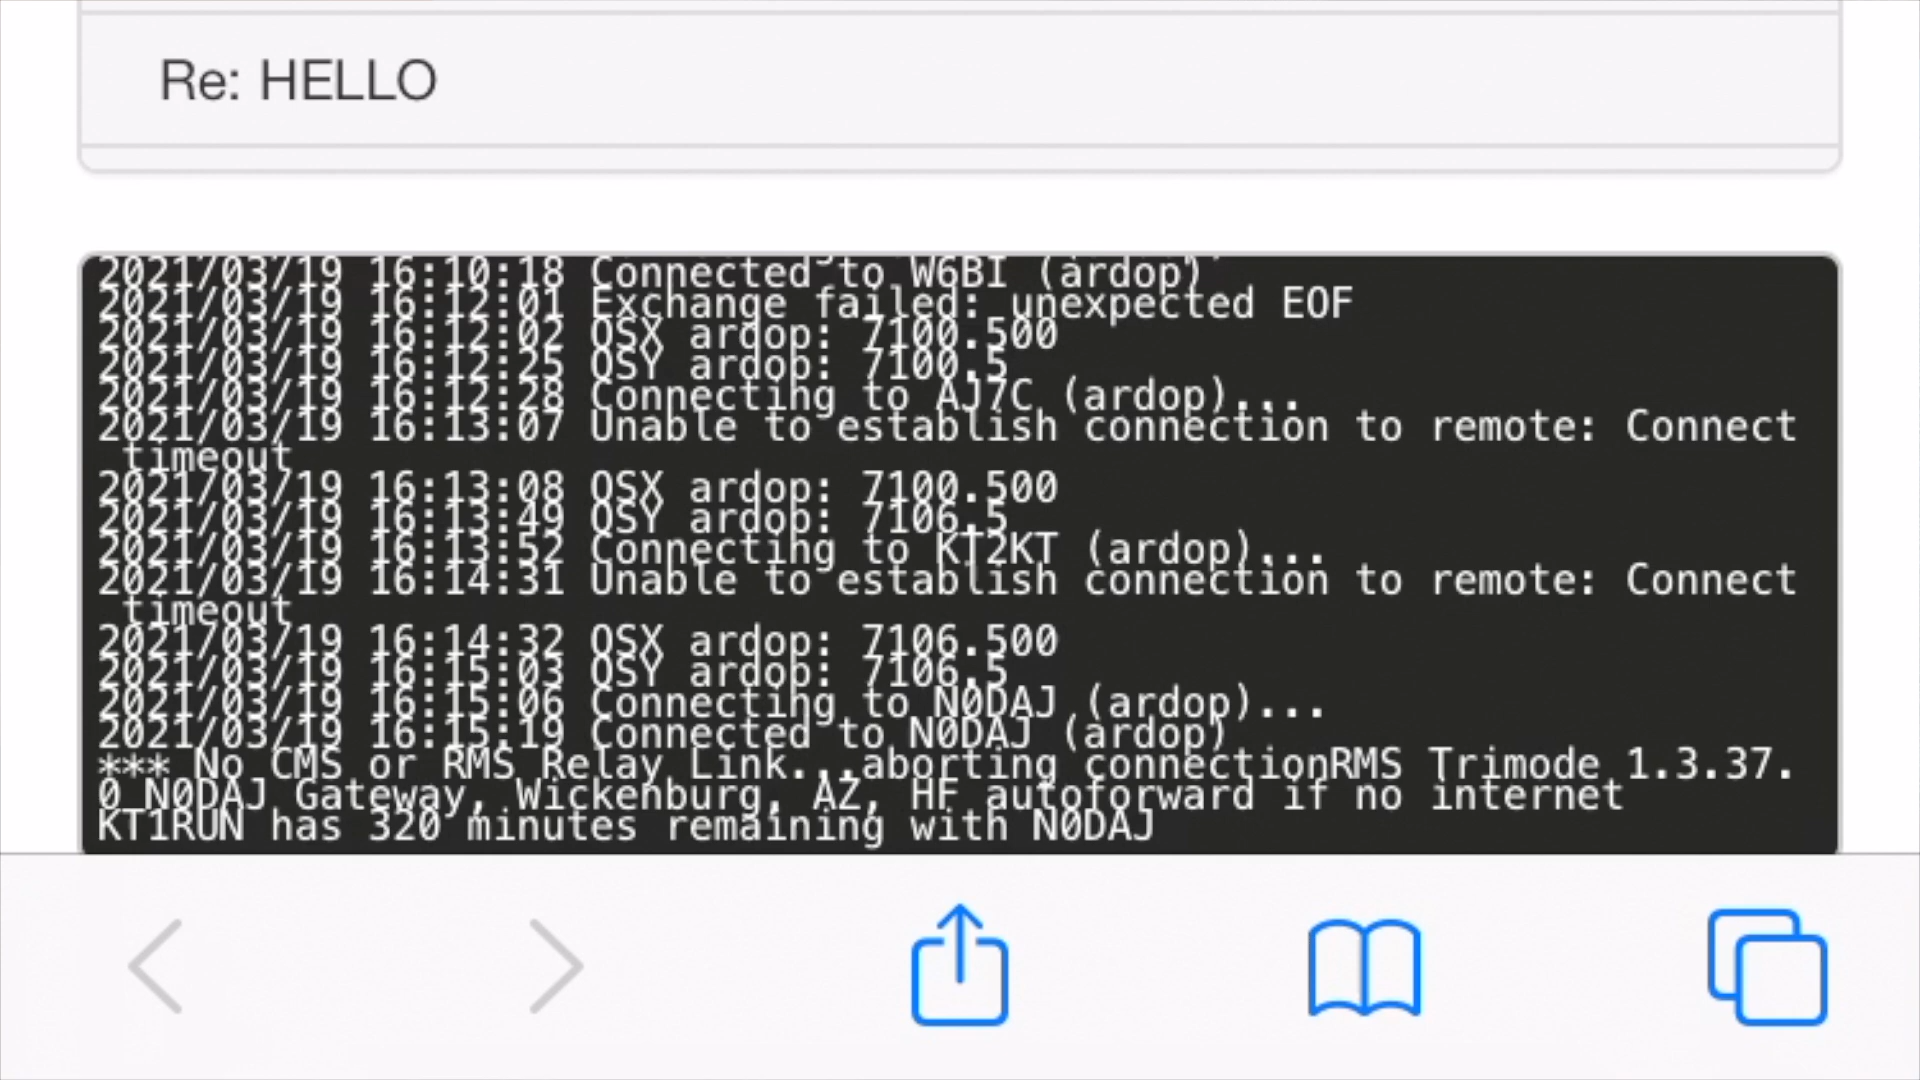 Re: HELLO
2021/03/19 16:10:18 Connected to W6BI (ardop)
2021/03/19 16:12:01 Exchange failed: unexpected EOF
2021/03/19 16:12:02 QSX ardop: 7100.500
2021/03/19 16:12:25 QSY ardop: 7100.5
2021/03/19 16:12:28 Connecting to AJ7C (ardop)...
2021/03/19 16:13:07 Unable to establish connection to remote: Connect
timeout
2021/03/19 16:13:08 QSX ardop: 7100.500
2021/03/19 16:13:49 QSY ardop: 7106.5
2021/03/19 16:13:52 Connecting to KT2KT (ardop)...
2021/03/19 16:14:31 Unable to establish connection to remote: Connect
timeout
2021/03/19 16:14:32 QSX ardop: 7106.500
2021/03/19 16:15:03 QSY ardop: 7106.5
2021/03/19 16:15:06 Connecting to N0DAJ (ardop)...
2021/03/19 16:15:19 Connected to N0DAJ (ardop)
*** No CMS or RMS Relay Link...aborting connectionRMS Trimode 1.3.37.
0 N0DAJ Gateway, Wickenburg, AZ, HF autoforward if no internet
KT1RUN has 320 minutes remaining with N0DAJ